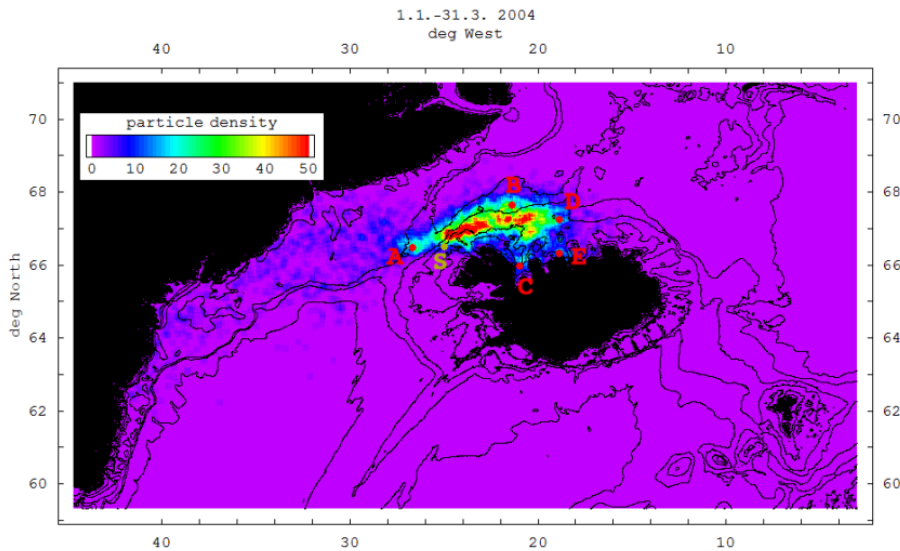 1.1.-31.3. 2004
deg West
40 30 20 10
70 70
particle density
0 10 20 30 40 50
68 68
B
D
A
S
E
66 66
C
deg North
64 64
62 62
60 60
40 30 20 10